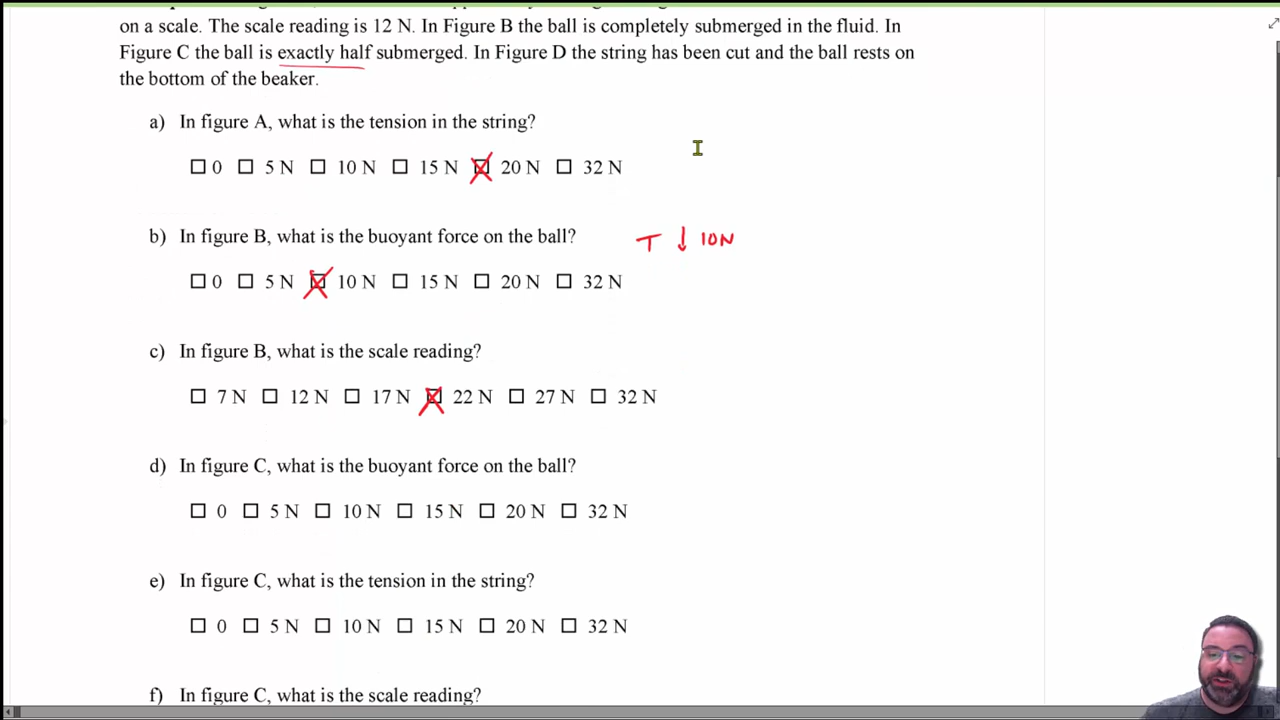 on a scale. The scale reading is 12 N. In Figure B the ball is completely submerged in the fluid. In
Figure C the ball is exactly half submerged. In Figure D the string has been cut and the ball rests on
the bottom of the beaker.
a) In figure A, what is the tension in the string?
☐ 0 ☐ 5 N ☐ 10 N ☐ 15 N ☒ 20 N ☐ 32 N
b) In figure B, what is the buoyant force on the ball? T ↓ 10N
☐ 0 ☐ 5 N ☒ 10 N ☐ 15 N ☐ 20 N ☐ 32 N
c) In figure B, what is the scale reading?
☐ 7 N ☐ 12 N ☐ 17 N ☒ 22 N ☐ 27 N ☐ 32 N
d) In figure C, what is the buoyant force on the ball?
☐ 0 ☐ 5 N ☐ 10 N ☐ 15 N ☐ 20 N ☐ 32 N
e) In figure C, what is the tension in the string?
☐ 0 ☐ 5 N ☐ 10 N ☐ 15 N ☐ 20 N ☐ 32 N
f) In figure C, what is the scale reading?